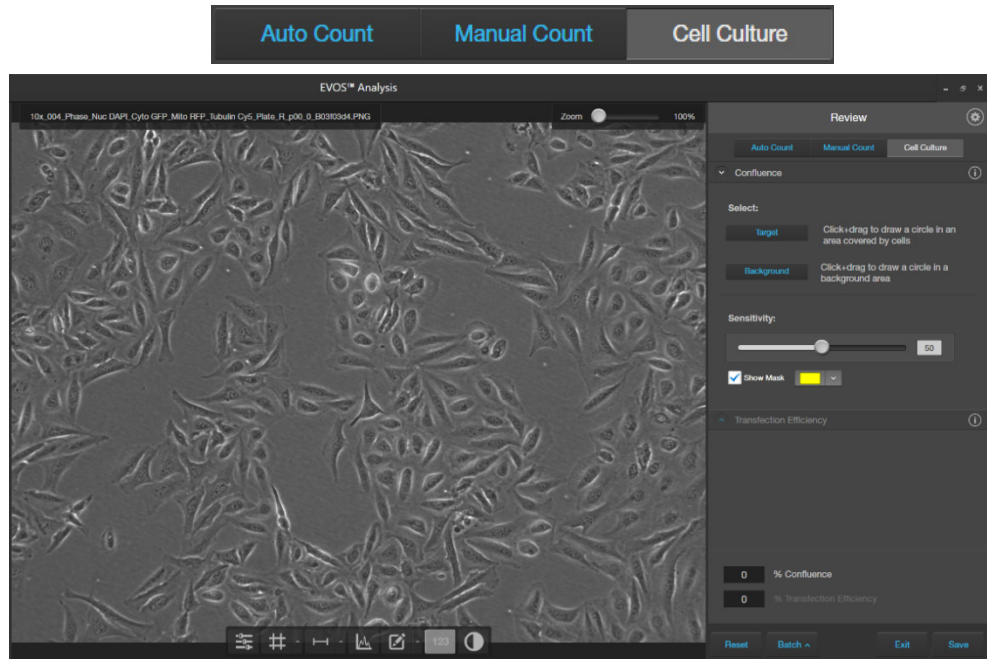 Auto Count Manual Count Cell Culture
EVOS™ Analysis
10x_004_Phase_Nuc DAPI_Cyto GFP_Mito RFP_Tubulin Cy5_Plate_R_p00_0_B03f03d4.PNG
Zoom 100%
Review
Auto Count Manual Count Cell Culture
Confluence
Select:
Target Click+drag to draw a circle in an
area covered by cells
Background Click+drag to draw a circle in a
background area
Sensitivity:
50
Show Mask
Transfection Efficiency
0 % Confluence
0 % Transfection Efficiency
123
Reset Batch Exit Save